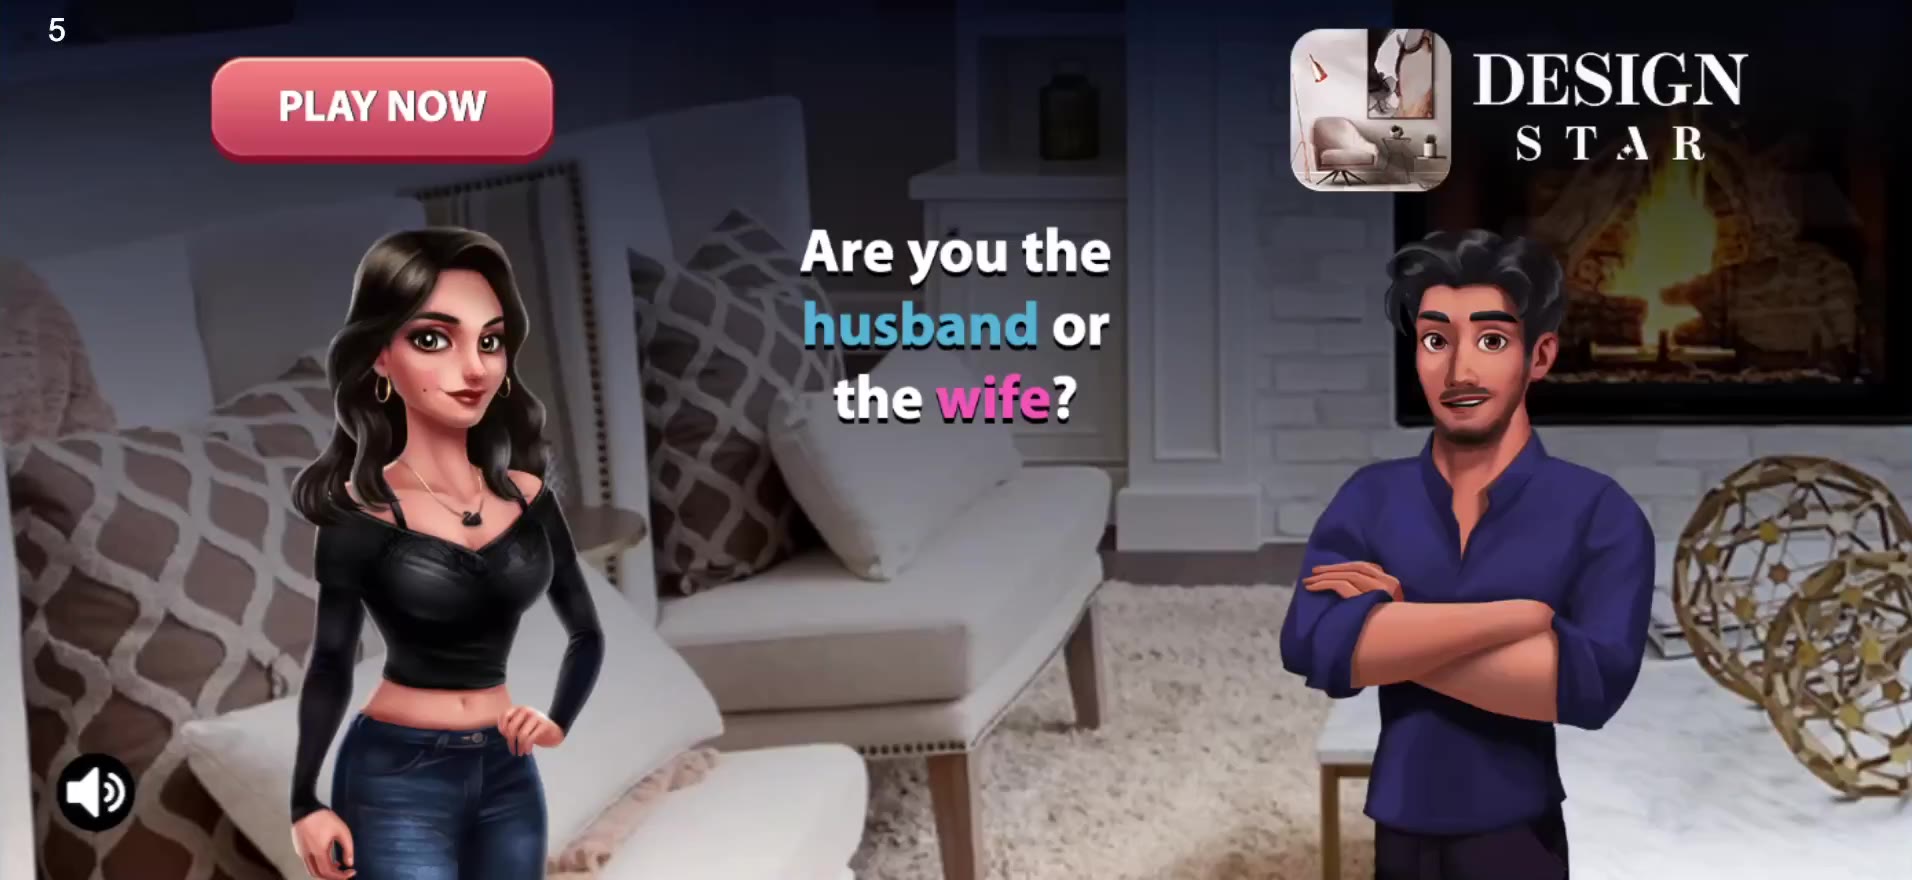 5
PLAY NOW
DESIGN
STAR
Are you the
husband or
the wife?